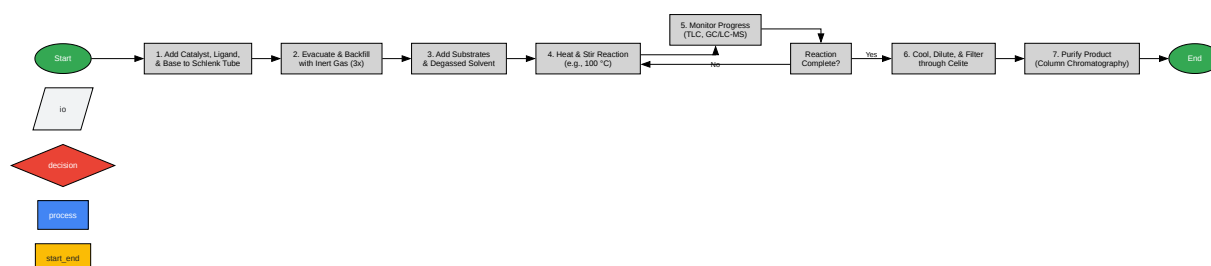 Start
1. Add Catalyst, Ligand,
& Base to Schlenk Tube
2. Evacuate & Backfill
with Inert Gas (3x)
3. Add Substrates
& Degassed Solvent
4. Heat & Stir Reaction
(e.g., 100 °C)
5. Monitor Progress
(TLC, GC/LC-MS)
Reaction
Complete?
No
Yes
6. Cool, Dilute, & Filter
through Celite
7. Purify Product
(Column Chromatography)
End
io
decision
process
start_end